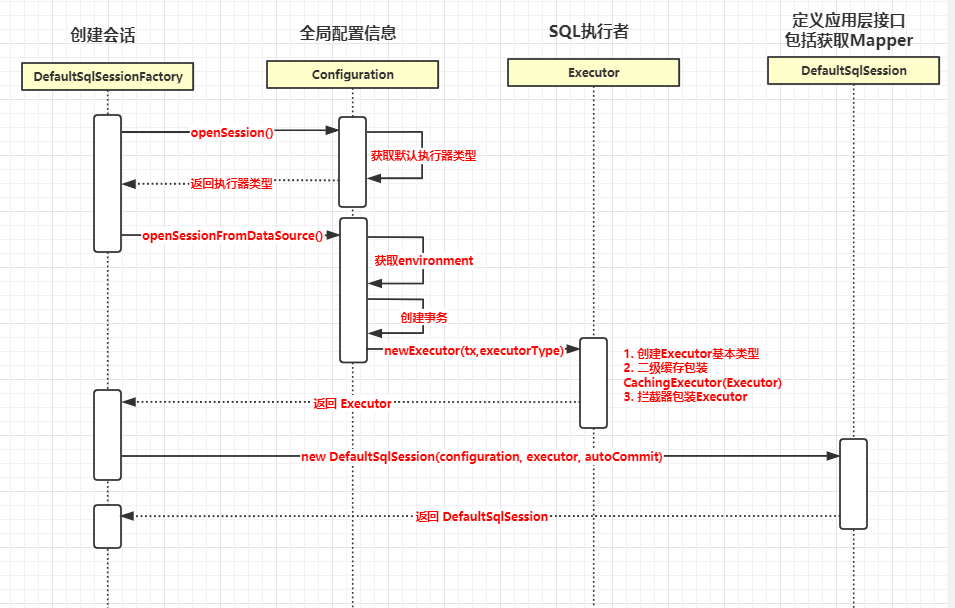 创建会话
全局配置信息
SQL执行者
定义应用层接口
包括获取Mapper
DefaultSqlSessionFactory
Configuration
Executor
DefaultSqlSession
openSession()
获取默认执行器类型
返回执行器类型
openSessionFromDataSource()
获取environment
创建事务
newExecutor(tx,executorType)
1. 创建Executor基本类型
2. 二级缓存包装
CachingExecutor(Executor)
3. 拦截器包装Executor
返回 Executor
new DefaultSqlSession(configuration, executor, autoCommit)
返回 DefaultSqlSession